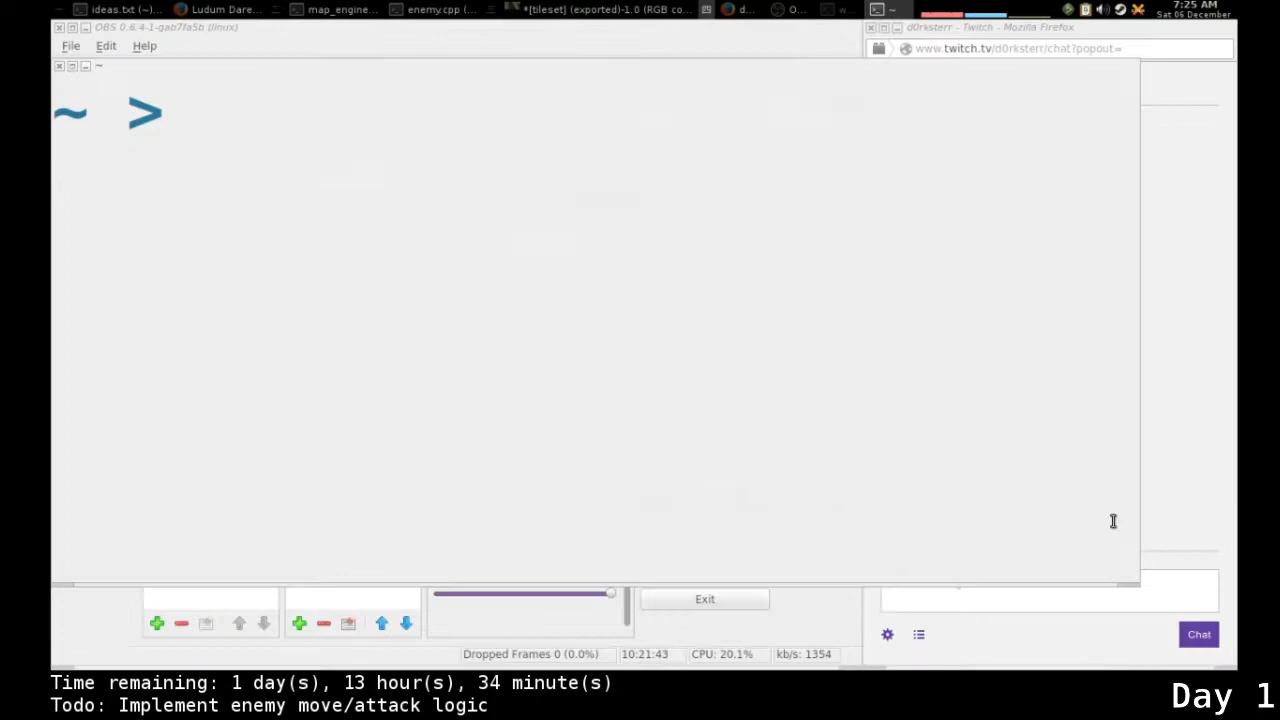 ideas.txt (~)... Ludum Dare... map_engine... enemy.cpp (... *[tileset] (exported)-1.0 (RGB co... d... O... w... ~ 7:25 AM
Sat 06 December
OBS 0.6.4-1-gab7fa5b (linux) d0rksterr - Twitch - Mozilla Firefox
File Edit Help www.twitch.tv/d0rksterr/chat?popout=
~
~ >
Exit
Chat
Dropped Frames 0 (0.0%) 10:21:43 CPU: 20.1% kb/s: 1354
Time remaining: 1 day(s), 13 hour(s), 34 minute(s)
Todo: Implement enemy move/attack logic
Day 1